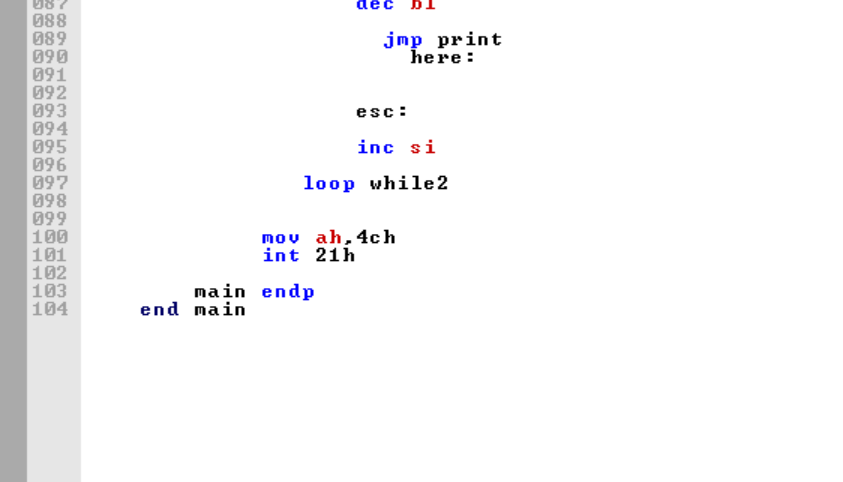 087 dec bl
088
089 jmp print
090 here:
091
092
093 esc:
094
095 inc si
096
097 loop while2
098
099
100 mov ah,4ch
101 int 21h
102
103 main endp
104 end main